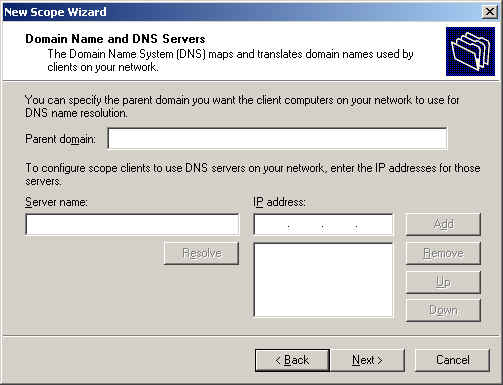 New Scope Wizard
Domain Name and DNS Servers
The Domain Name System (DNS) maps and translates domain names used by
clients on your network.
You can specify the parent domain you want the client computers on your network to use for
DNS name resolution.
Parent domain:
To configure scope clients to use DNS servers on your network, enter the IP addresses for those
servers.
Server name: IP address:
. . . Add
Resolve Remove
Up
Down
< Back Next > Cancel